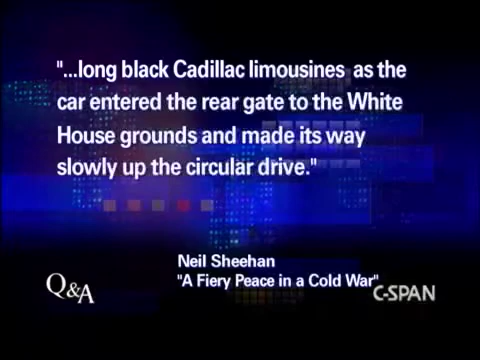 "...long black Cadillac limousines as the
car entered the rear gate to the White
House grounds and made its way
slowly up the circular drive."
Neil Sheehan
"A Fiery Peace in a Cold War"
Q&A
C-SPAN